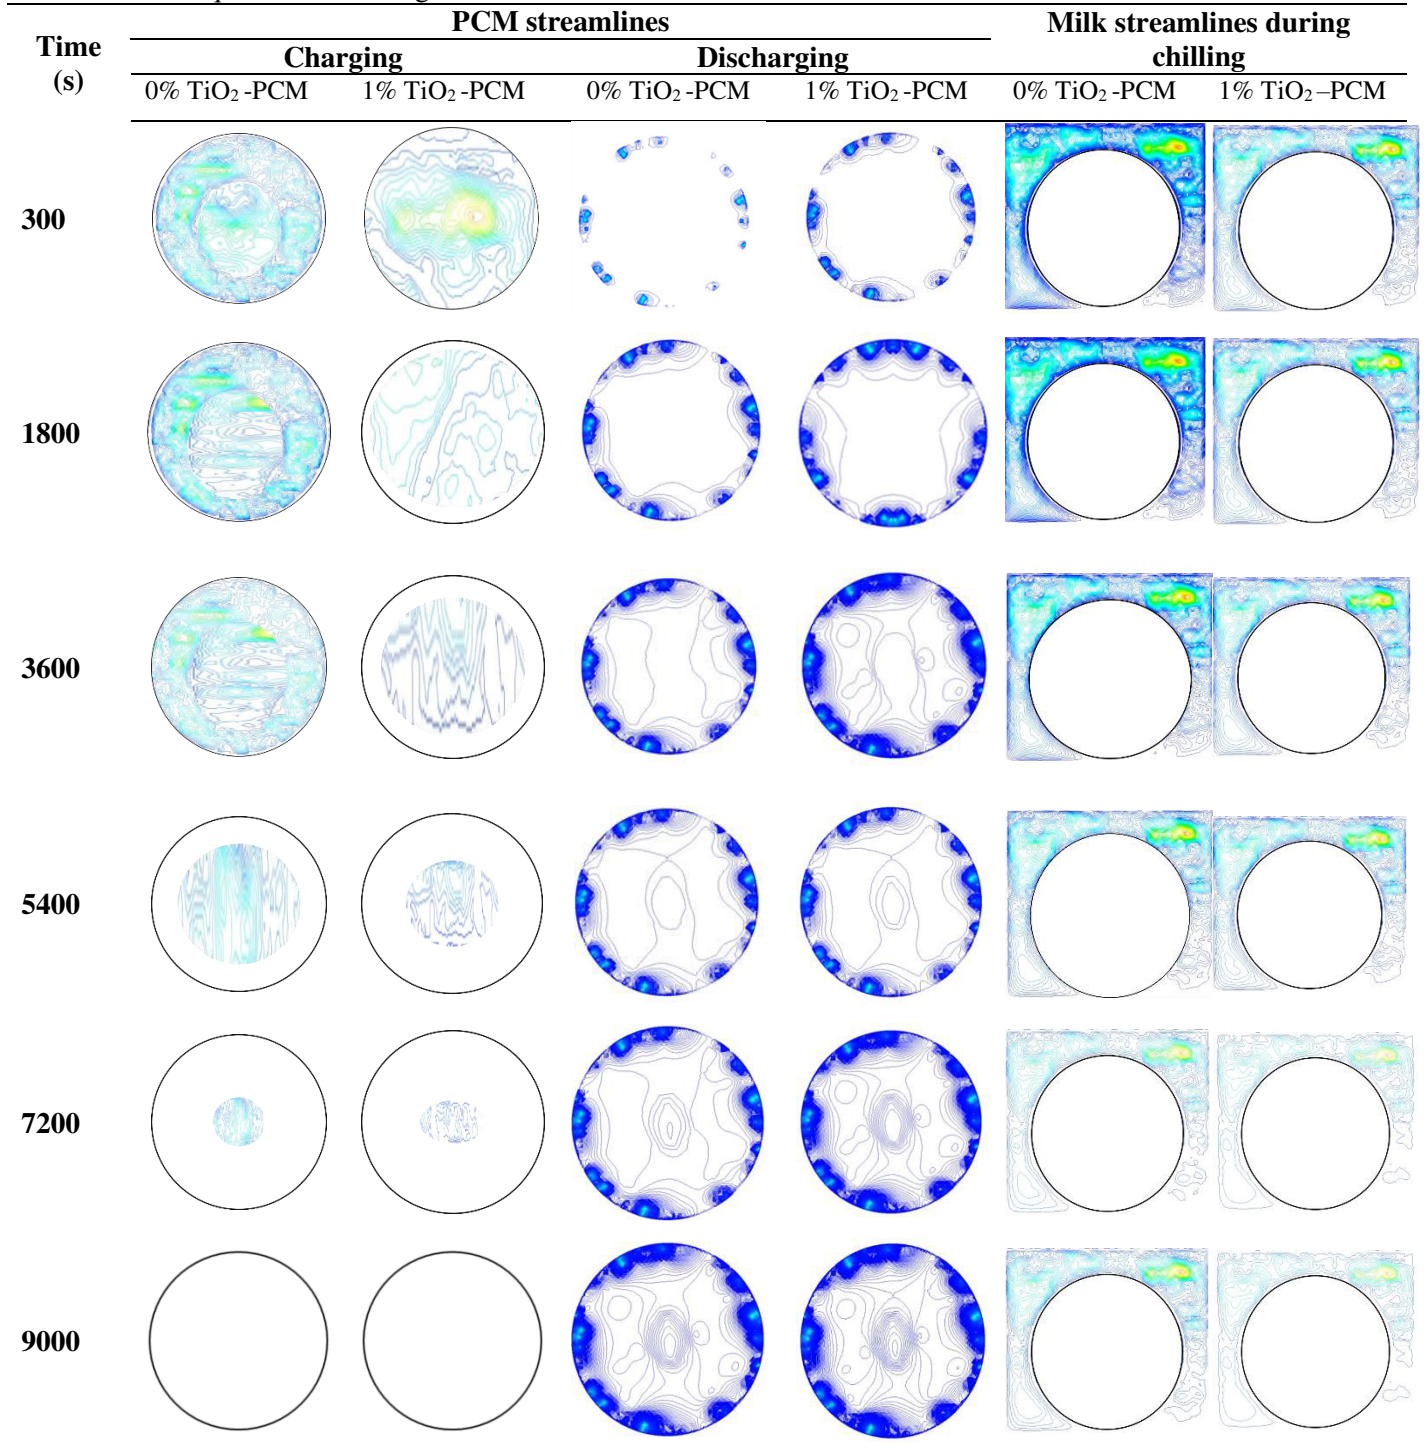 PCM streamlines
Milk streamlines during chilling
Time (s)
Charging
Discharging
0% TiO₂ -PCM
1% TiO₂ -PCM
0% TiO₂ -PCM
1% TiO₂ -PCM
0% TiO₂ -PCM
1% TiO₂ –PCM
300
1800
3600
5400
7200
9000